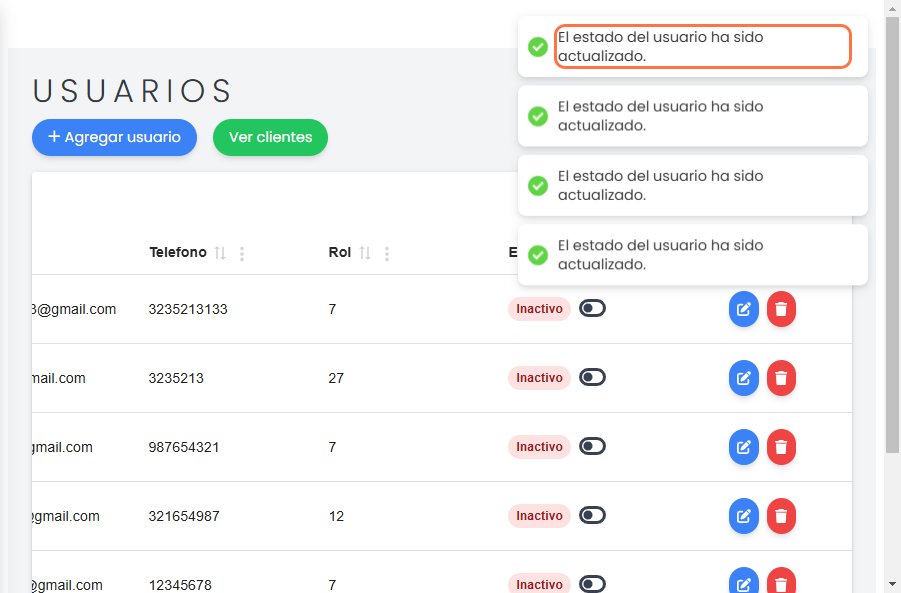 El estado del usuario ha sido
actualizado.
El estado del usuario ha sido
actualizado.
El estado del usuario ha sido
actualizado.
El estado del usuario ha sido
actualizado.
USUARIOS
+ Agregar usuario
Ver clientes
Telefono Rol E
3@gmail.com 3235213133 7 Inactivo
mail.com 3235213 27 Inactivo
gmail.com 987654321 7 Inactivo
@gmail.com 321654987 12 Inactivo
@gmail.com 12345678 7 Inactivo